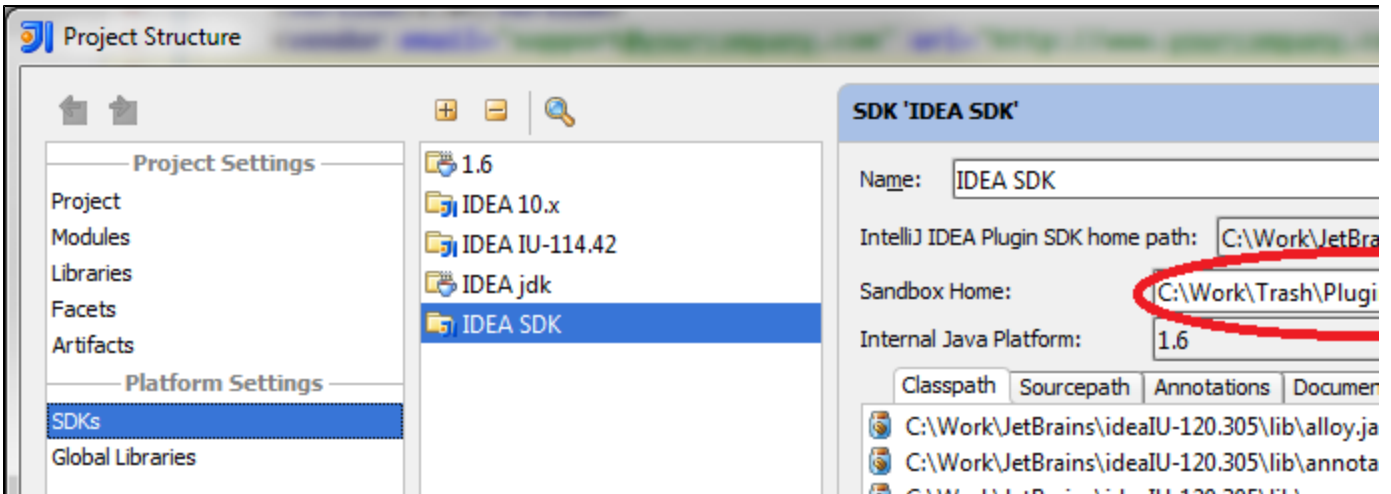 Project Structure
Project Settings
Project
Modules
Libraries
Facets
Artifacts
Platform Settings
SDKs
Global Libraries
1.6
IDEA 10.x
IDEA IU-114.42
IDEA jdk
IDEA SDK
SDK 'IDEA SDK'
Name: IDEA SDK
IntelliJ IDEA Plugin SDK home path: C:\Work\JetBra
Sandbox Home: C:\Work\Trash\Plugi
Internal Java Platform: 1.6
Classpath Sourcepath Annotations Documen
C:\Work\JetBrains\ideaIU-120.305\lib\alloy.ja
C:\Work\JetBrains\ideaIU-120.305\lib\annota